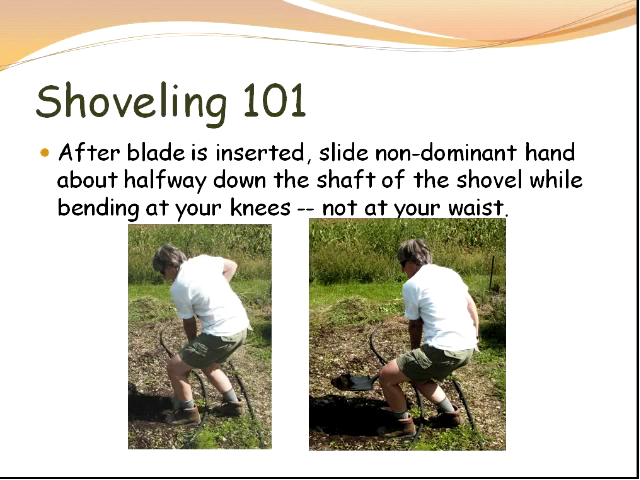 Shoveling 101
After blade is inserted, slide non-dominant hand
about halfway down the shaft of the shovel while
bending at your knees -- not at your waist.